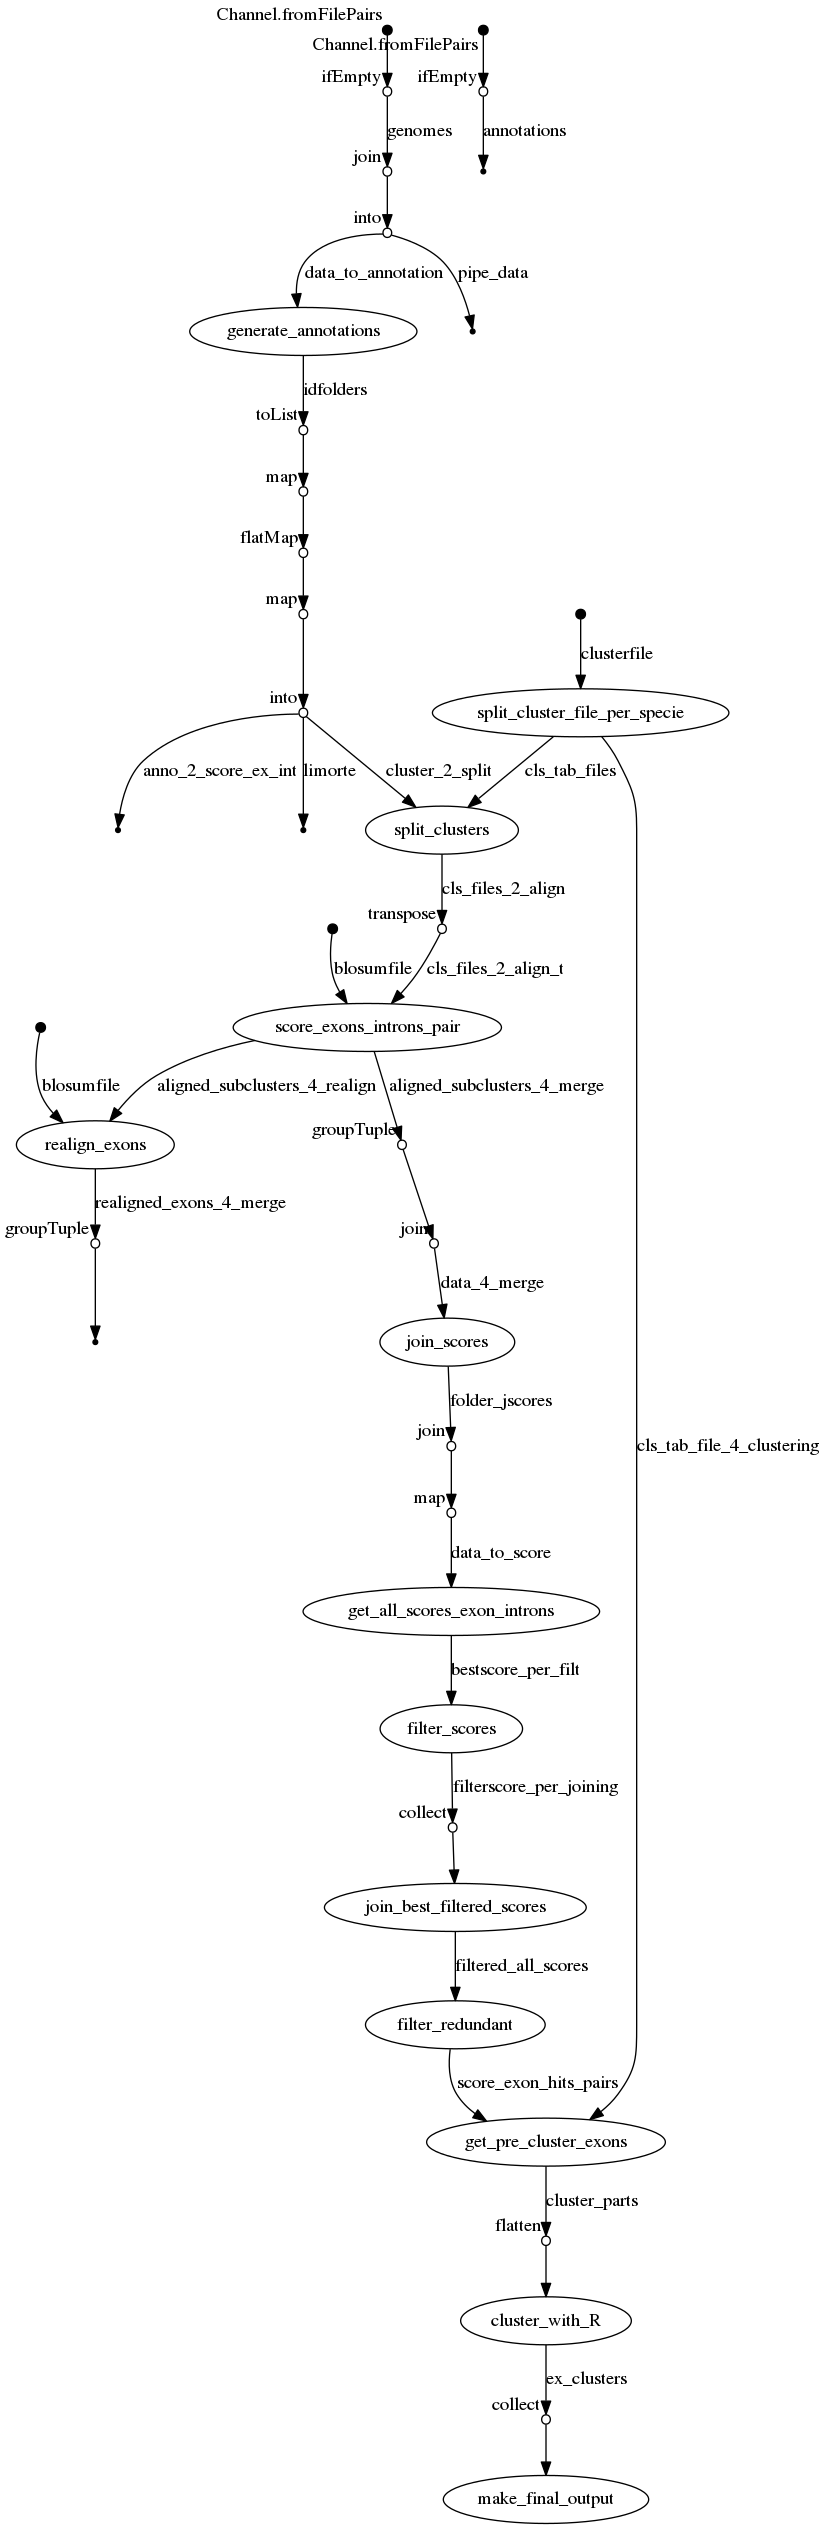 Channel.fromFilePairs
Channel.fromFilePairs
ifEmpty
ifEmpty
genomes
annotations
join
into
data_to_annotation
pipe_data
generate_annotations
idfolders
toList
map
flatMap
map
clusterfile
into
split_cluster_file_per_specie
anno_2_score_ex_int
limorte
cluster_2_split
cls_tab_files
split_clusters
cls_files_2_align
transpose
blosumfile
cls_files_2_align_t
score_exons_introns_pair
blosumfile
aligned_subclusters_4_realign
aligned_subclusters_4_merge
groupTuple
realign_exons
realigned_exons_4_merge
groupTuple
join
data_4_merge
join_scores
folder_jscores
join
cls_tab_file_4_clustering
map
data_to_score
get_all_scores_exon_introns
bestscore_per_filt
filter_scores
filterscore_per_joining
collect
join_best_filtered_scores
filtered_all_scores
filter_redundant
score_exon_hits_pairs
get_pre_cluster_exons
cluster_parts
flatten
cluster_with_R
ex_clusters
collect
make_final_output